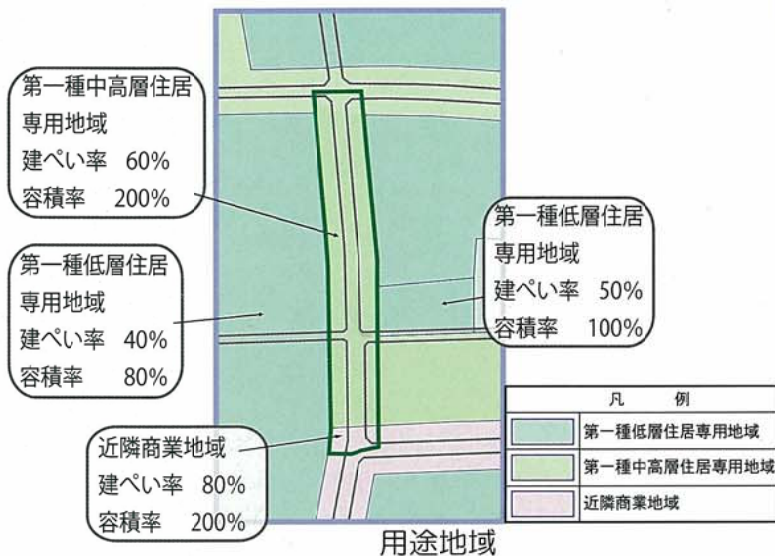 第一種中高層住居
専用地域
建ぺい率 60%
容積率 200%
第一種低層住居
専用地域
建ぺい率 40%
容積率 80%
第一種低層住居
専用地域
建ぺい率 50%
容積率 100%
近隣商業地域
建ぺい率 80%
容積率 200%
凡 例
第一種低層住居専用地域
第一種中高層住居専用地域
近隣商業地域
用途地域